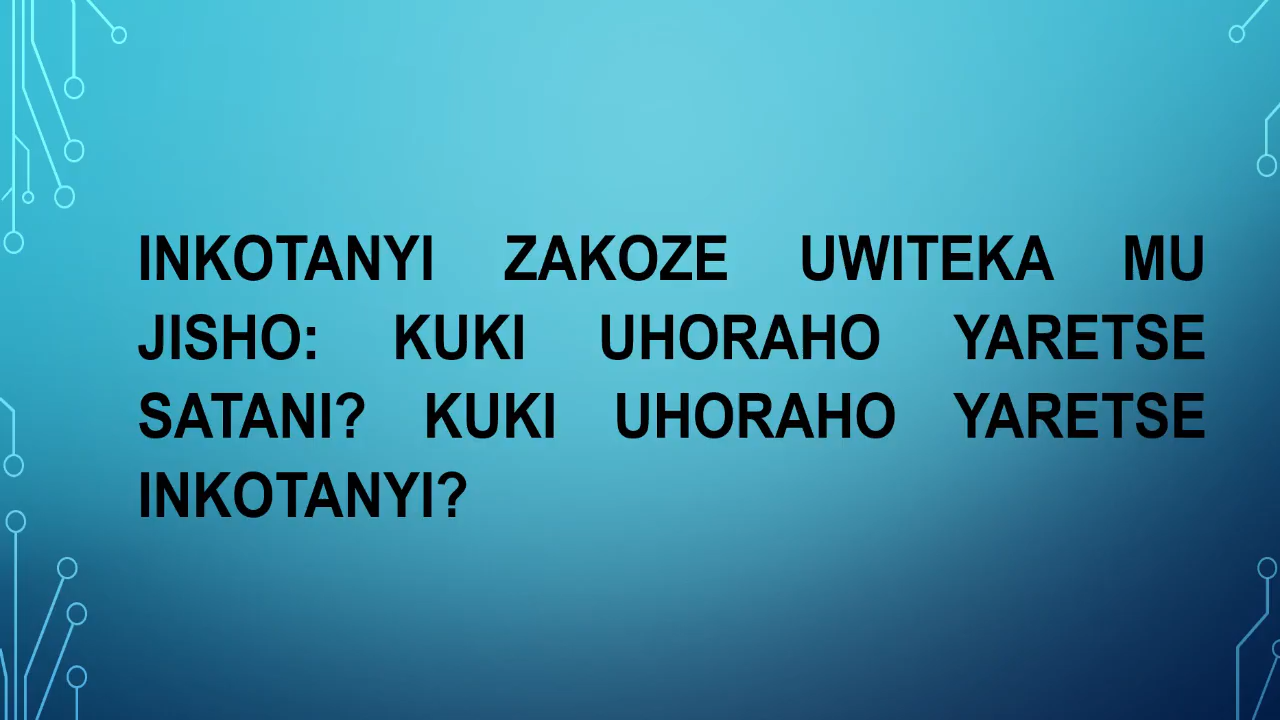 INKOTANYI ZAKOZE UWITEKA MU
JISHO: KUKI UHORAHO YARETSE
SATANI? KUKI UHORAHO YARETSE
INKOTANYI?